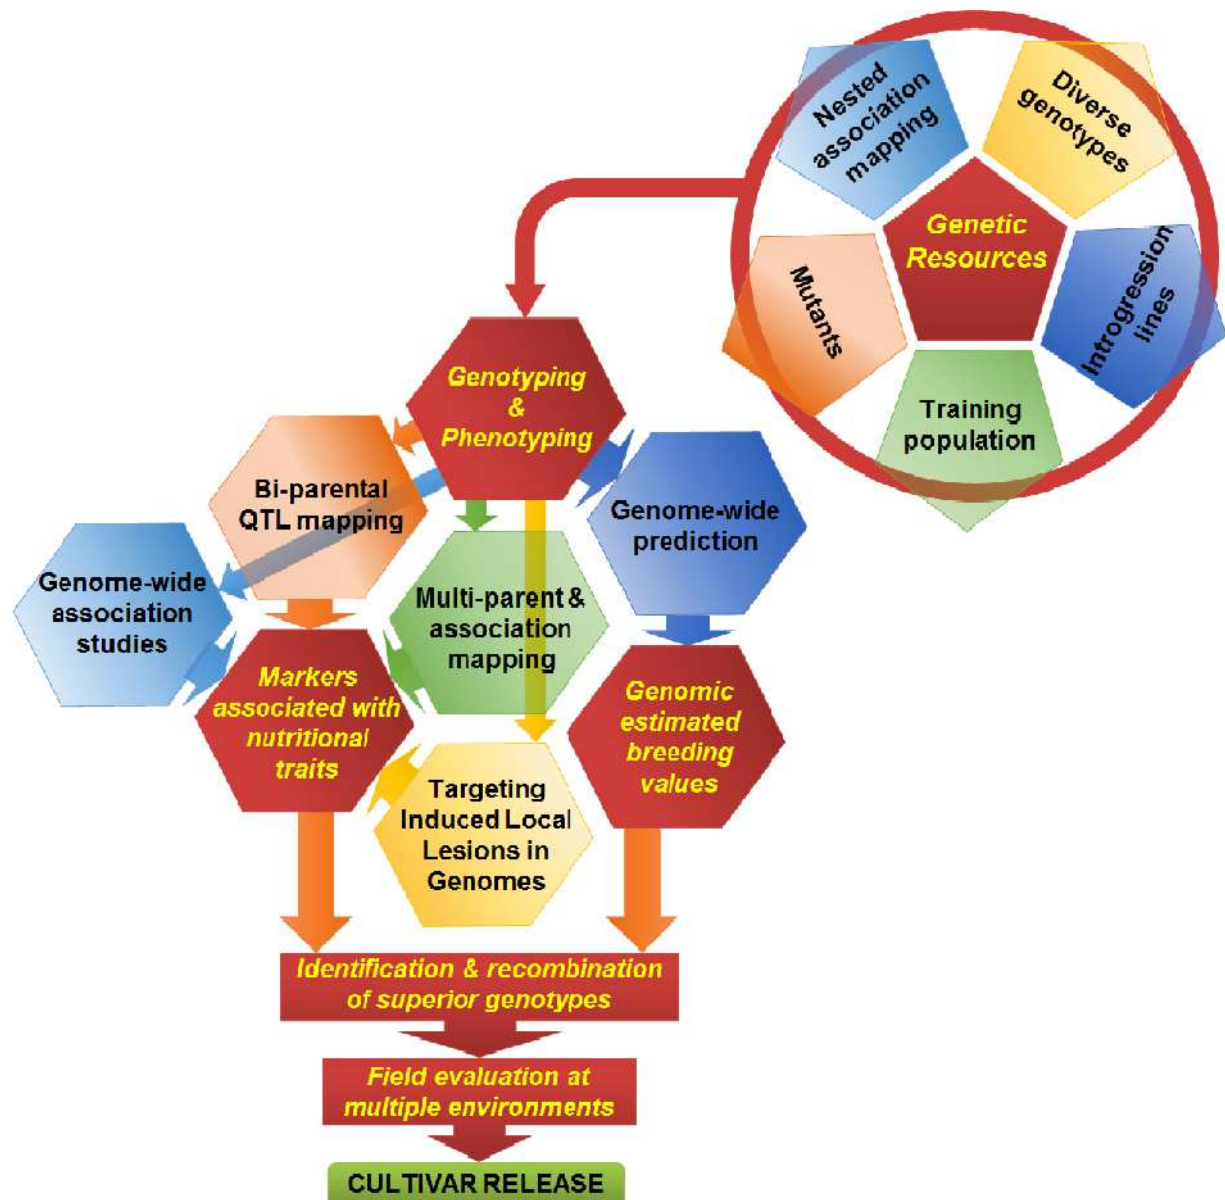 Nested
association
mapping
Diverse
genotypes
Genetic
Resources
Mutants
Introgression
lines
Training
population
Genotyping
&
Phenotyping
Bi-parental
QTL mapping
Genome-wide
prediction
Genome-wide
association
studies
Multi-parent &
association
mapping
Markers
associated with
nutritional
traits
Genomic
estimated
breeding
values
Targeting
Induced Local
Lesions in
Genomes
Identification & recombination
of superior genotypes
Field evaluation at
multiple environments
CULTIVAR RELEASE